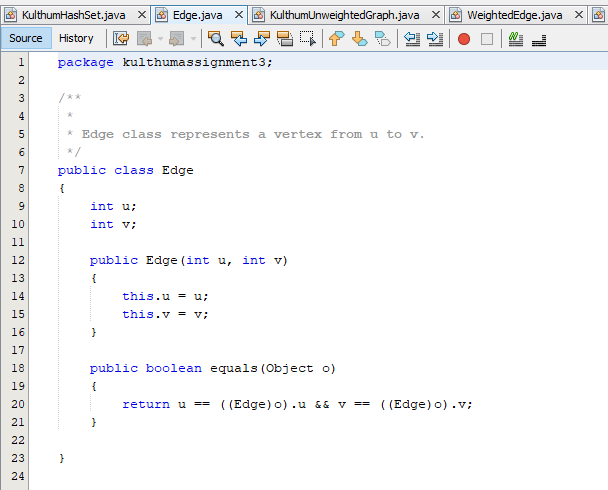 KulthumHashSet.java Edge.java KulthumUnweightedGraph.java WeightedEdge.java
Source History
1 package kulthumassignment3;
2
3 /**
4 *
5 * Edge class represents a vertex from u to v.
6 */
7 public class Edge
8 {
9 int u;
10 int v;
11
12 public Edge(int u, int v)
13 {
14 this.u = u;
15 this.v = v;
16 }
17
18 public boolean equals(Object o)
19 {
20 return u == ((Edge)o).u && v == ((Edge)o).v;
21 }
22
23 }
24